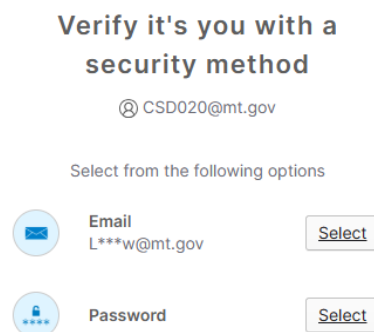 Verify it's you with a
security method
CSD020@mt.gov
Select from the following options
Email
L***w@mt.gov
Select
****
Password
Select